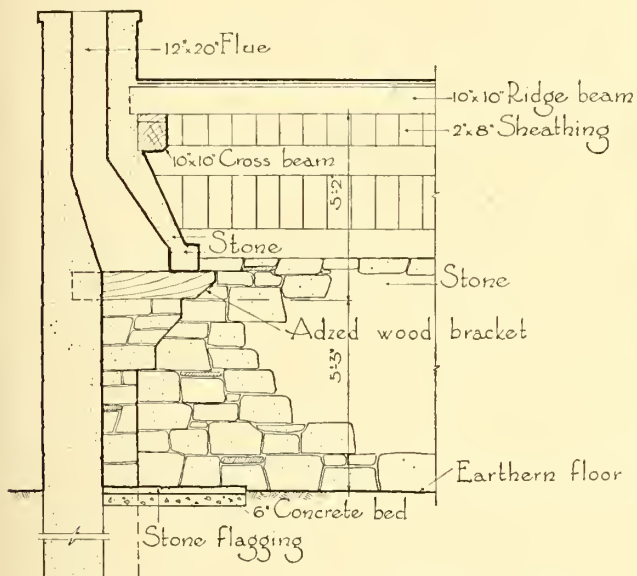 12"x20" Flue
10"x10" Ridge beam
2"x8" Sheathing
10"x10" Cross beam
5'-2"
Stone
Stone
Adzed wood bracket
5'-3"
Earthern floor
6" Concrete bed
Stone flagging